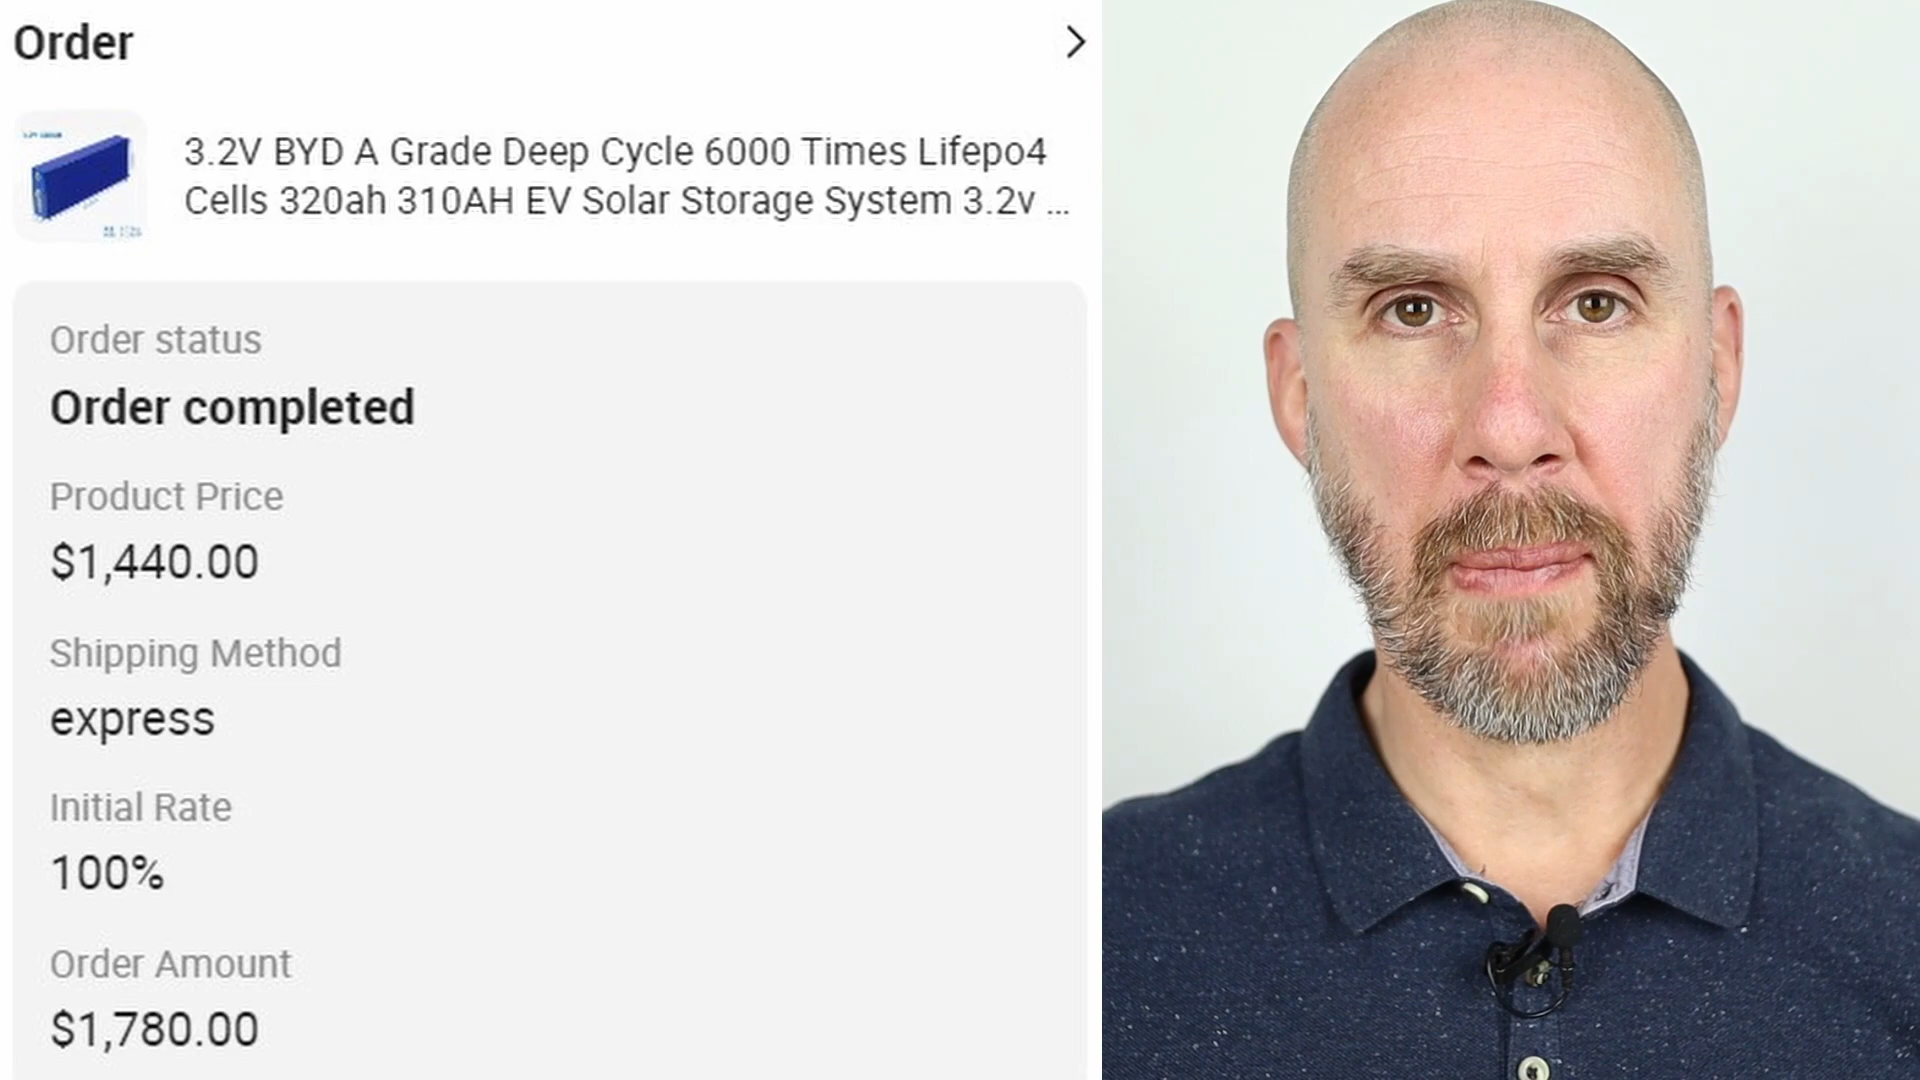 Order
3.2V BYD A Grade Deep Cycle 6000 Times Lifepo4
Cells 320ah 310AH EV Solar Storage System 3.2v ...
Order status
Order completed
Product Price
$1,440.00
Shipping Method
express
Initial Rate
100%
Order Amount
$1,780.00